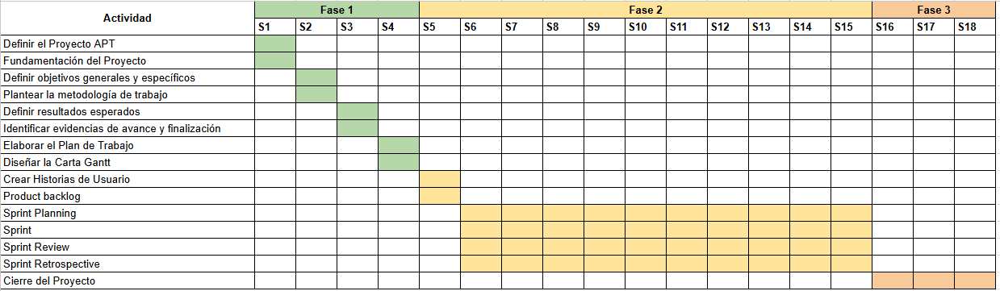 Actividad Fase 1 Fase 2 Fase 3
S1 S2 S3 S4 S5 S6 S7 S8 S9 S10 S11 S12 S13 S14 S15 S16 S17 S18
Definir el Proyecto APT
Fundamentación del Proyecto
Definir objetivos generales y específicos
Plantear la metodología de trabajo
Definir resultados esperados
Identificar evidencias de avance y finalización
Elaborar el Plan de Trabajo
Diseñar la Carta Gantt
Crear Historias de Usuario
Product backlog
Sprint Planning
Sprint
Sprint Review
Sprint Retrospective
Cierre del Proyecto